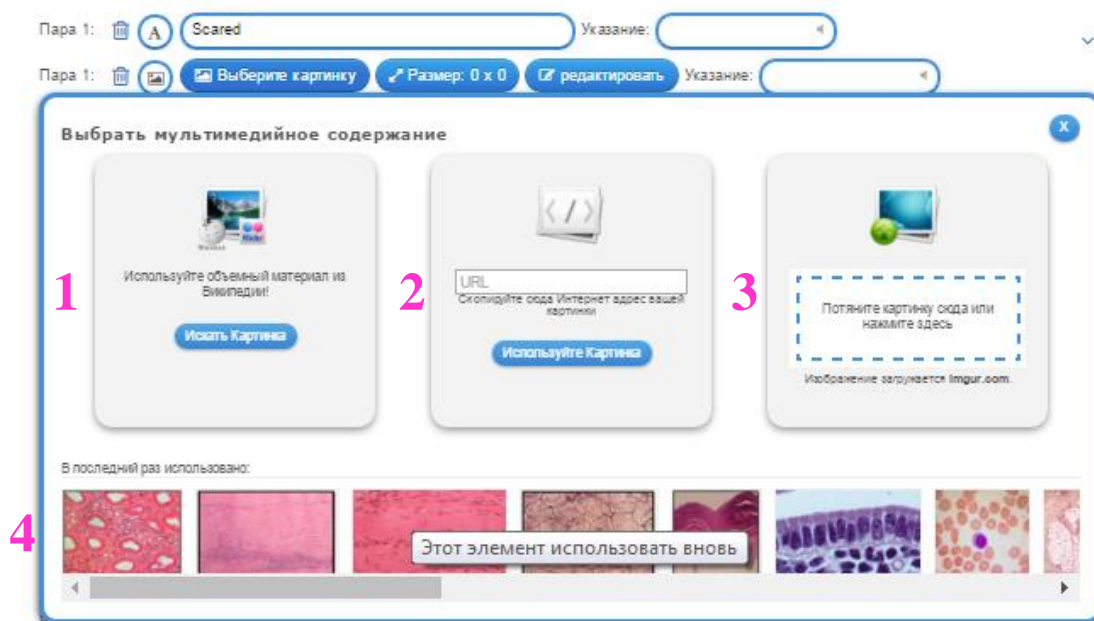 Пара 1: A Scared Указание:
Пара 1: Выберите картинку Размер: 0 x 0 редактировать Указание:
Выбрать мультимедийное содержание
x
1
Используйте объемный материал из
Википедии!
Искать Картинка
2
</>
URL
Скопируйте сюда Интернет адрес вашей
картинки
Используйте Картинка
3
Потяните картинку сюда или
нажмите здесь
Изображение загружается Imgur.com.
В последний раз использовано:
4
Этот элемент использовать вновь